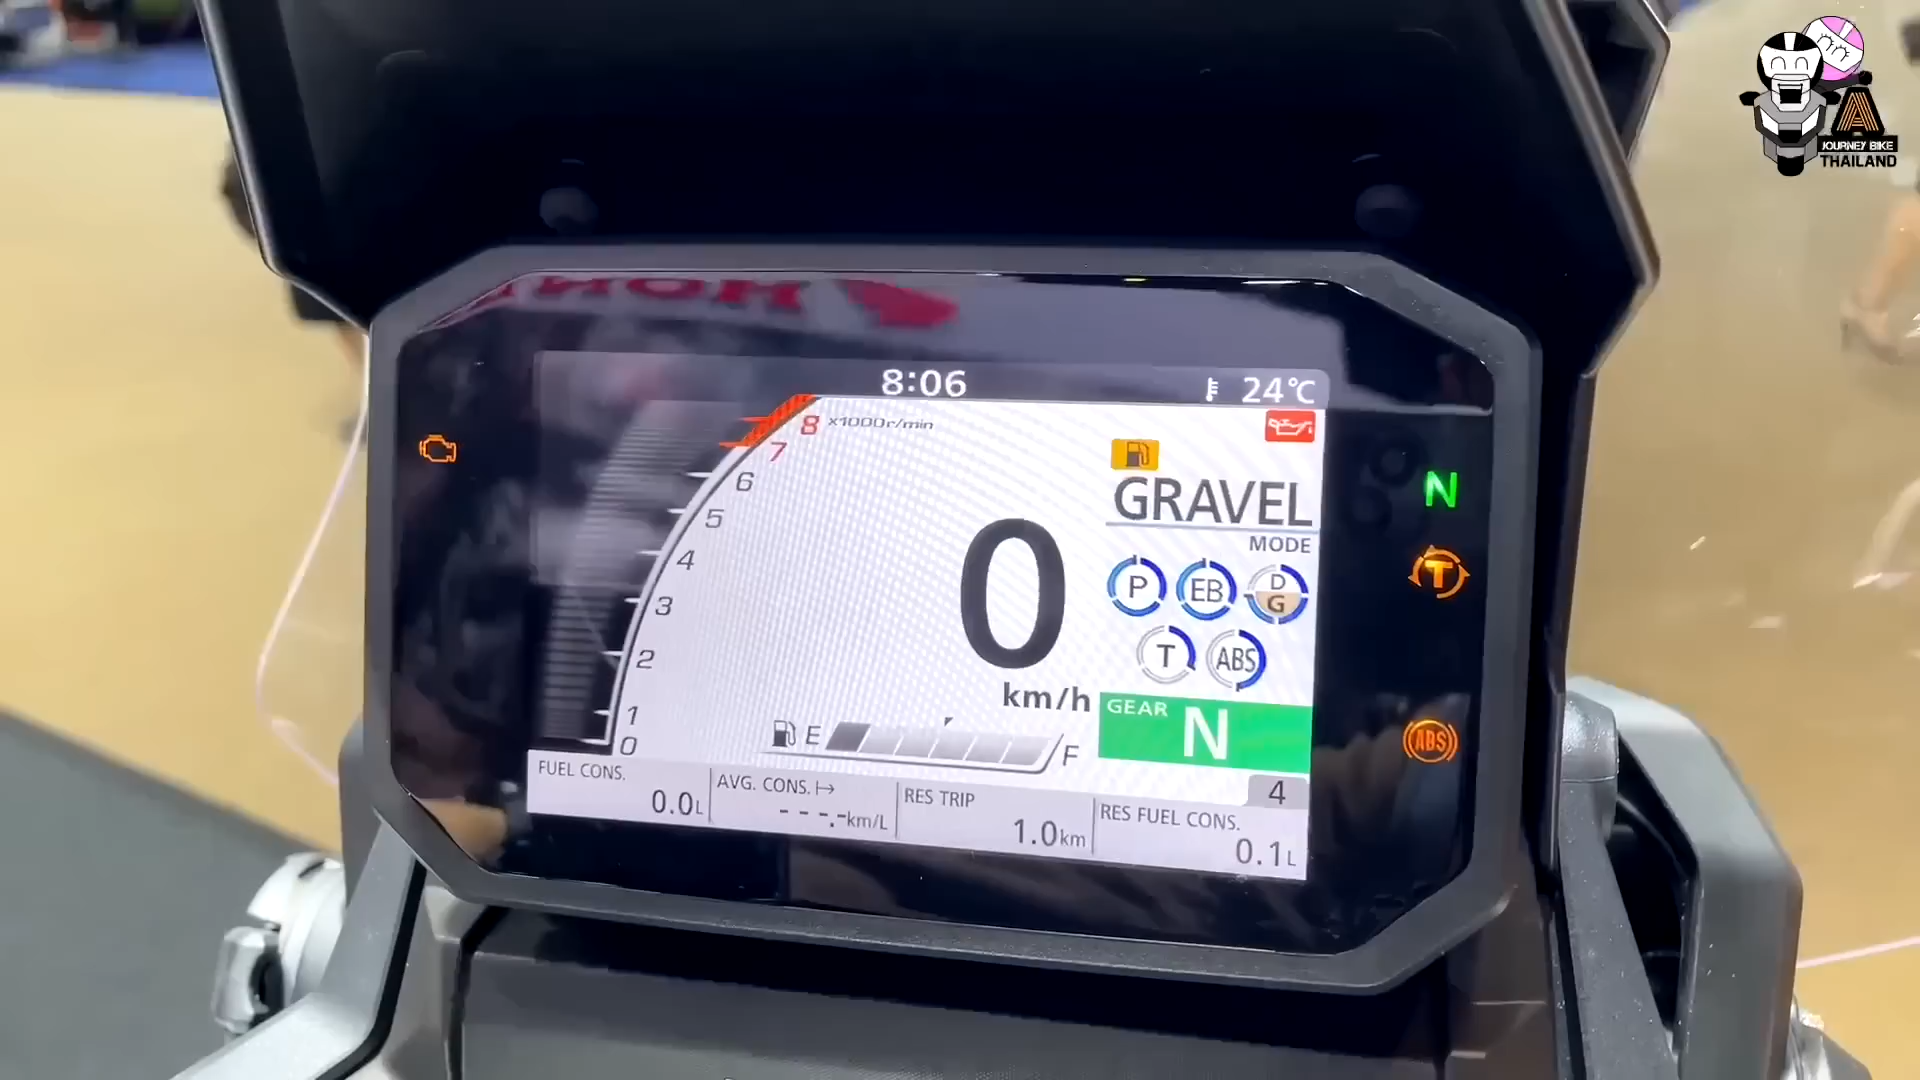 A
JOURNEY BIKE
THAILAND
HONDA
8:06
24°C
8 x1000r/min
7
6
5
4
3
2
1
0
GRAVEL
MODE
P
EB
D
G
T
ABS
0
km/h
GEAR N
E
F
4
FUEL CONS.
0.0L
AVG. CONS. ↦
---.-km/L
RES TRIP
1.0km
RES FUEL CONS.
0.1L
N
T
ABS